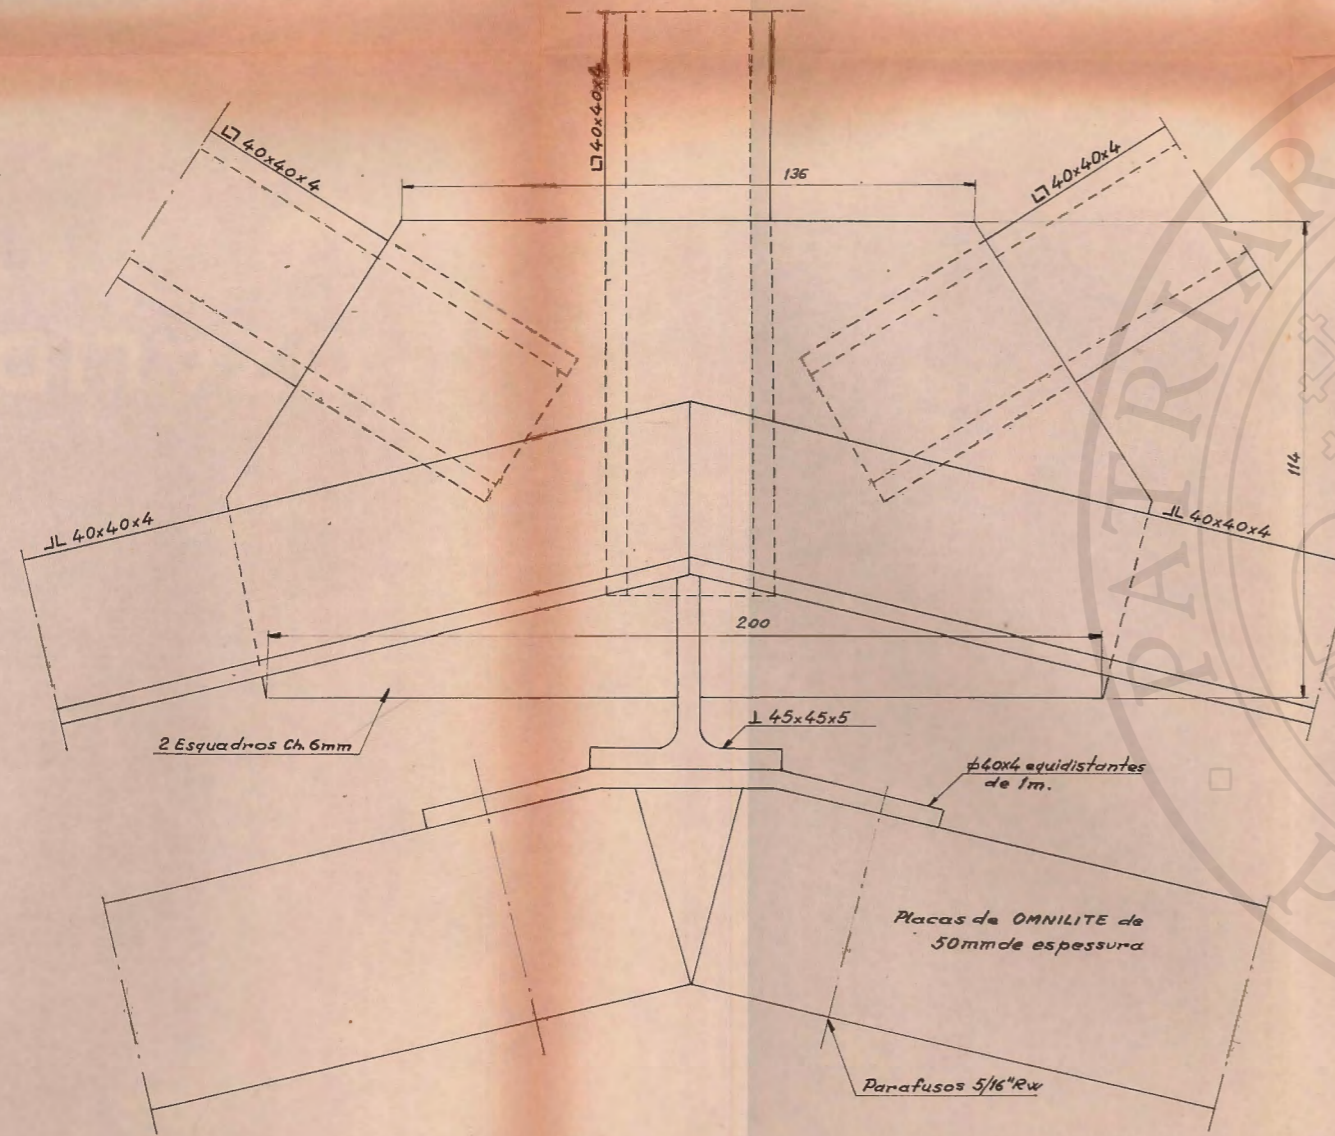 ⅃Γ 40x40x4
⅃Γ 40x40x4
⅃Γ 40x40x4
136
114
⅃L 40x40x4
⅃L 40x40x4
200
2 Esquadros Ch. 6mm
⊥ 45x45x5
ϕ40x4 equidistantes
de 1m.
Placas de OMNILITE de
50mm de espessura
Parafusos 5/16" Rw
PATRIAR
P